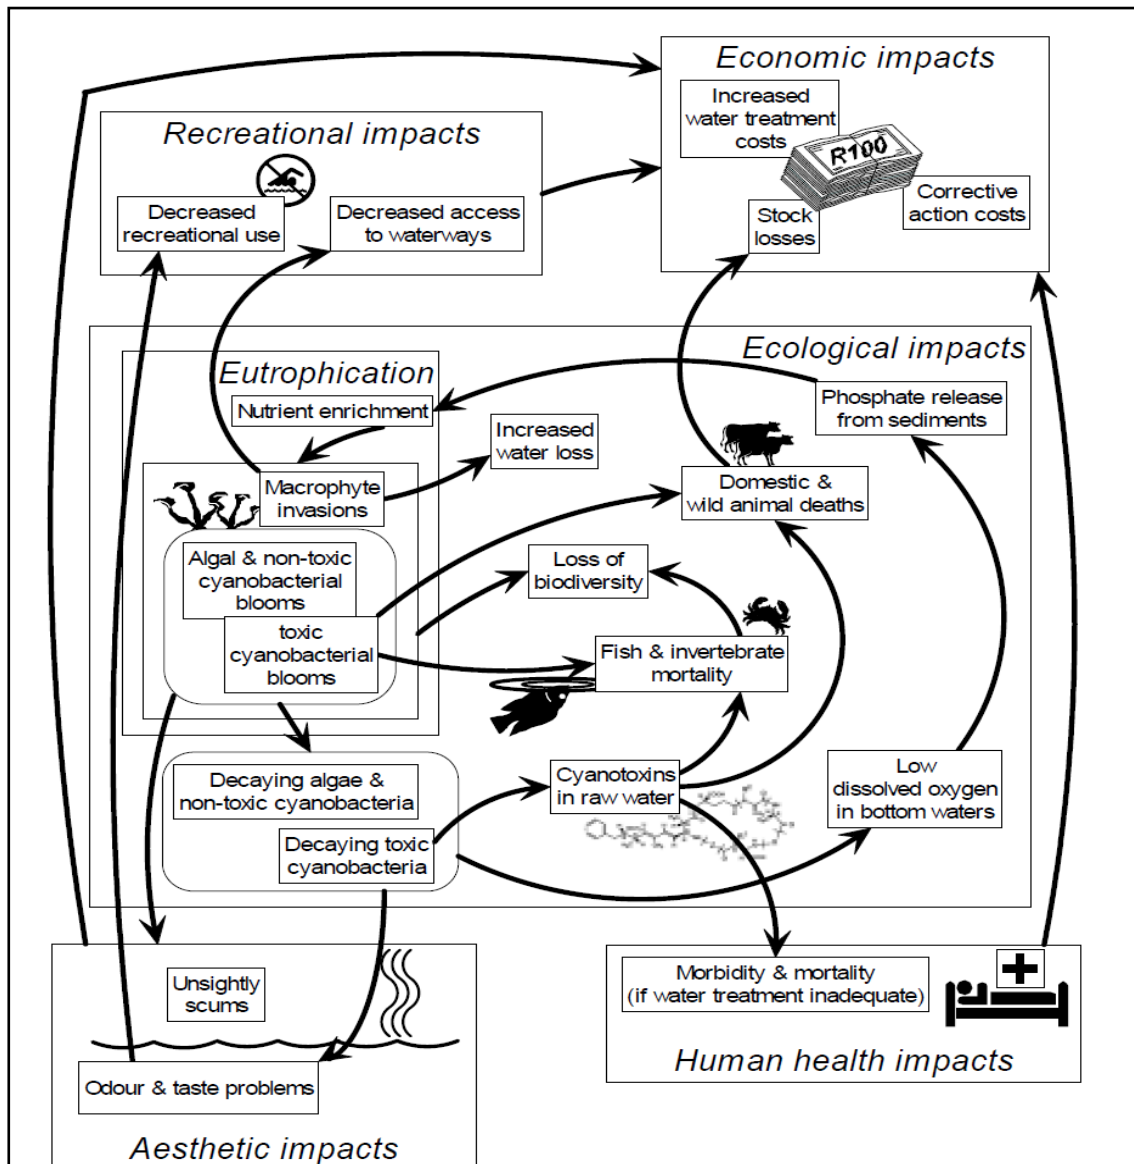 Economic impacts
Increased
water treatment
costs
R100
Corrective
action costs
Stock
losses
Recreational impacts
Decreased
recreational use
Decreased access
to waterways
Ecological impacts
Eutrophication
Nutrient enrichment
Phosphate release
from sediments
Increased
water loss
Macrophyte
invasions
Domestic &
wild animal deaths
Algal & non-toxic
cyanobacterial
blooms
Loss of
biodiversity
toxic
cyanobacterial
blooms
Fish & invertebrate
mortality
Decaying algae &
non-toxic cyanobacteria
Cyanotoxins
in raw water
Low
dissolved oxygen
in bottom waters
Decaying toxic
cyanobacteria
Unsightly
scums
Morbidity & mortality
(if water treatment inadequate)
Human health impacts
Odour & taste problems
Aesthetic impacts